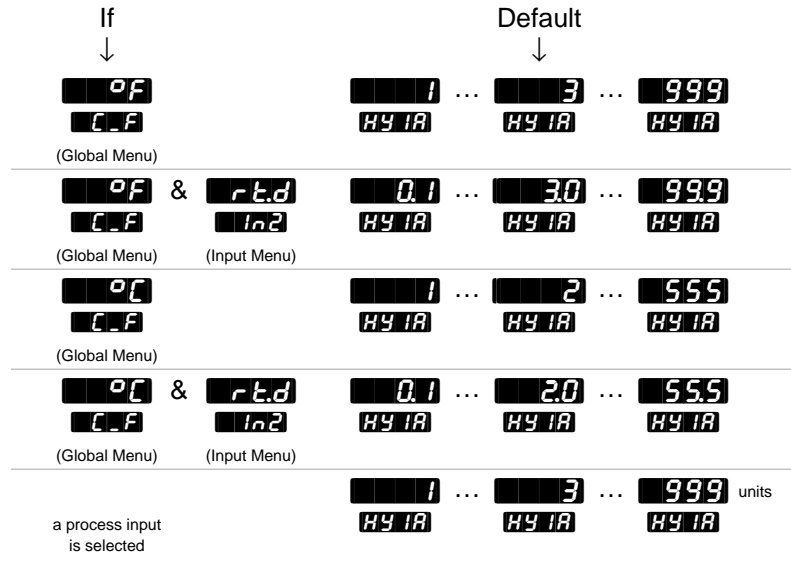 If Default
↓ ↓
°F 1 ... 3 ... 999
C_F HY1A HY1A HY1A
(Global Menu)
°F & rt.d 0.1 ... 3.0 ... 99.9
C_F In2 HY1A HY1A HY1A
(Global Menu) (Input Menu)
°C 1 ... 2 ... 555
C_F HY1A HY1A HY1A
(Global Menu)
°C & rt.d 0.1 ... 2.0 ... 55.5
C_F In2 HY1A HY1A HY1A
(Global Menu) (Input Menu)
1 ... 3 ... 999 units
HY1A HY1A HY1A
a process input
is selected